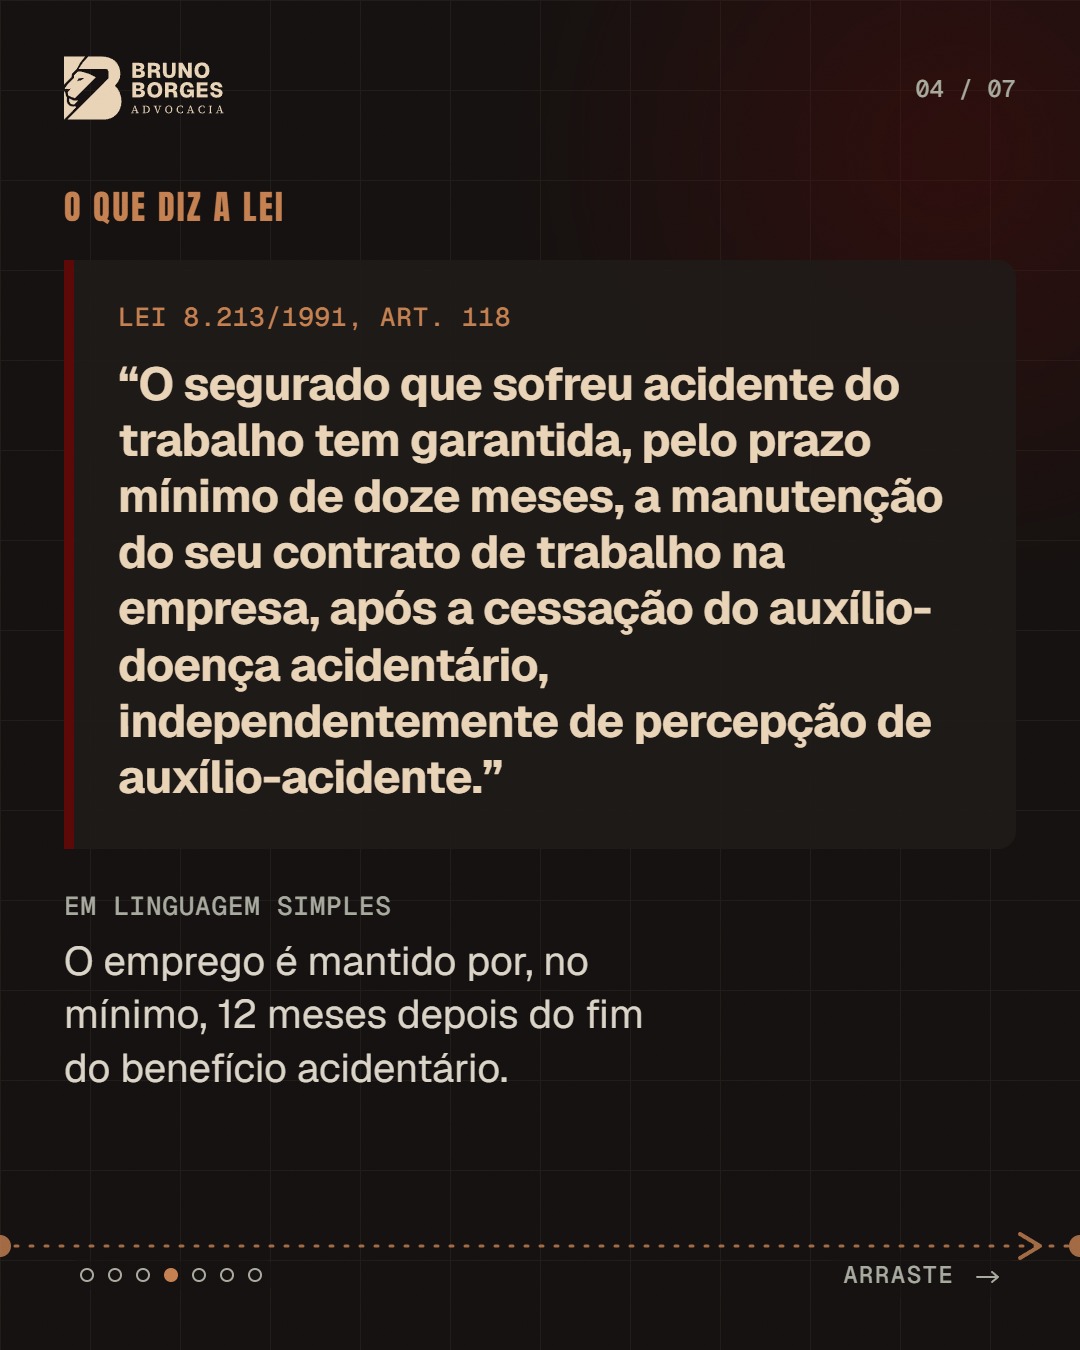 BRUNO
BORGES
ADVOCACIA
04 / 07
O QUE DIZ A LEI
LEI 8.213/1991, ART. 118
“O segurado que sofreu acidente do
trabalho tem garantida, pelo prazo
mínimo de doze meses, a manutenção
do seu contrato de trabalho na
empresa, após a cessação do auxílio-
doença acidentário,
independentemente de percepção de
auxílio-acidente.”
EM LINGUAGEM SIMPLES
O emprego é mantido por, no
mínimo, 12 meses depois do fim
do benefício acidentário.
ARRASTE →